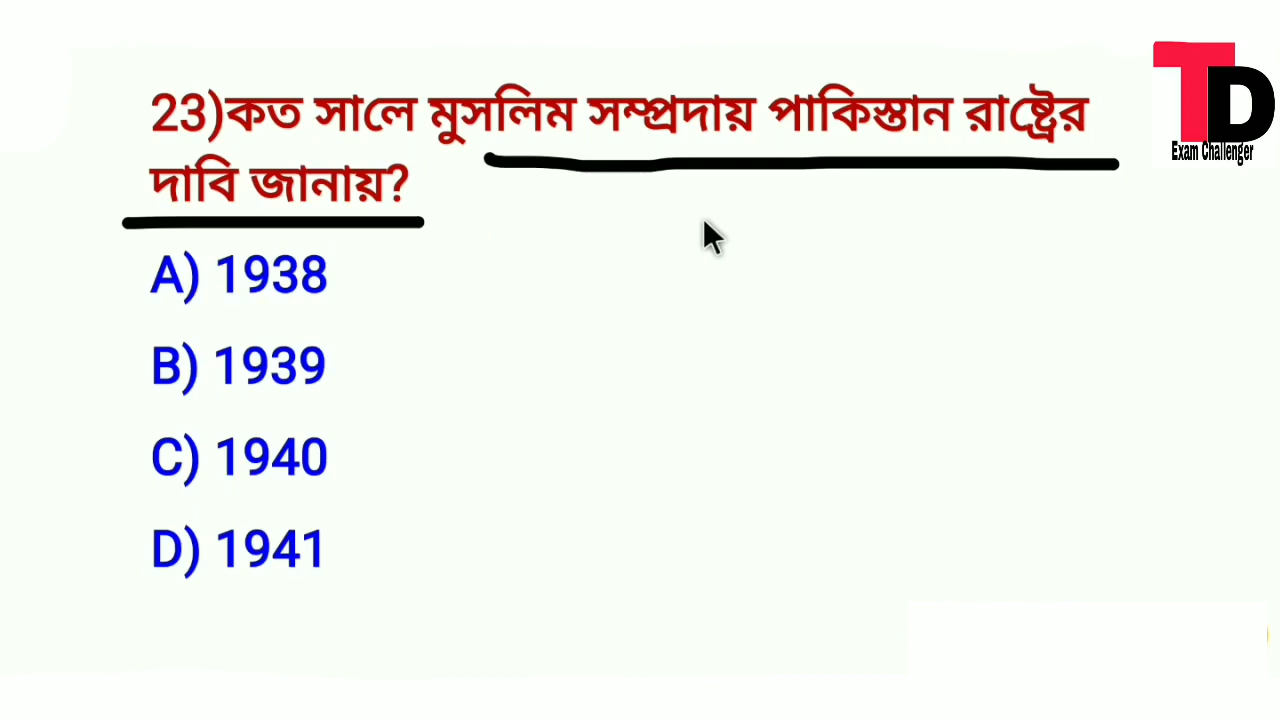 23)কত সালে মুসলিম সম্প্রদায় পাকিস্তান রাষ্ট্রের
দাবি জানায়?
A) 1938
B) 1939
C) 1940
D) 1941
TD
Exam Challenger